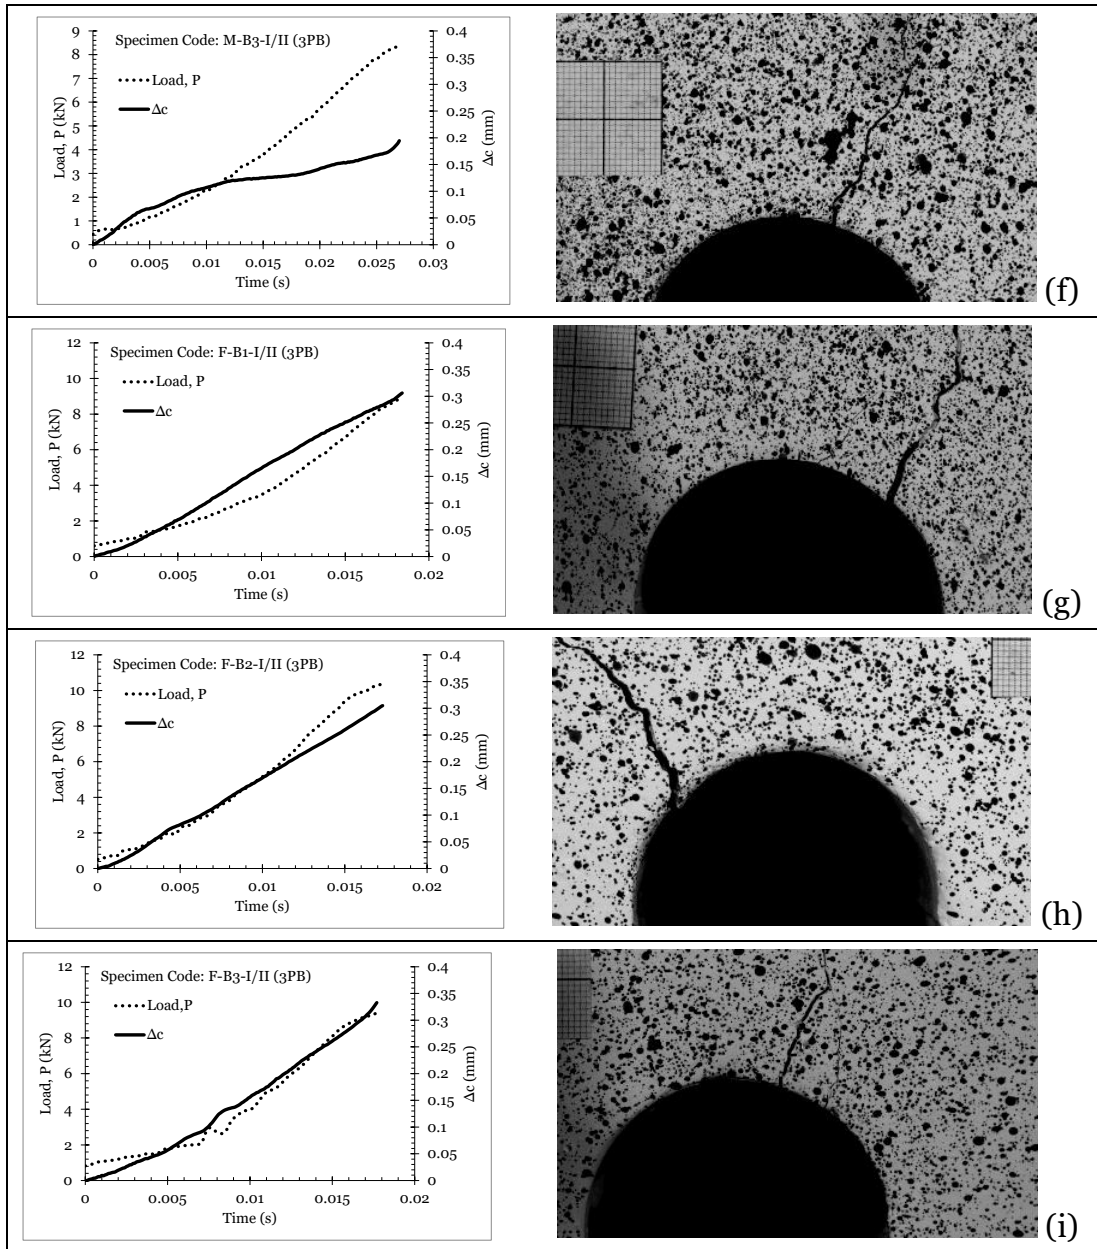 Specimen Code: M-B3-I/II (3PB)
Load, P
Δc
Load, P (kN)
9
8
7
6
5
4
3
2
1
0
0.4
0.35
0.3
0.25
0.2
0.15
0.1
0.05
0
Δc (mm)
0 0.005 0.01 0.015 0.02 0.025 0.03
Time (s)
(f)
Specimen Code: F-B1-I/II (3PB)
Load, P
Δc
Load, P (kN)
12
10
8
6
4
2
0
0.4
0.35
0.3
0.25
0.2
0.15
0.1
0.05
0
Δc (mm)
0 0.005 0.01 0.015 0.02
Time (s)
(g)
Specimen Code: F-B2-I/II (3PB)
Load, P
Δc
Load, P (kN)
12
10
8
6
4
2
0
0.4
0.35
0.3
0.25
0.2
0.15
0.1
0.05
0
Δc (mm)
0 0.005 0.01 0.015 0.02
Time (s)
(h)
Specimen Code: F-B3-I/II (3PB)
Load,P
Δc
Load, P (kN)
12
10
8
6
4
2
0
0.4
0.35
0.3
0.25
0.2
0.15
0.1
0.05
0
Δc (mm)
0 0.005 0.01 0.015 0.02
Time (s)
(i)